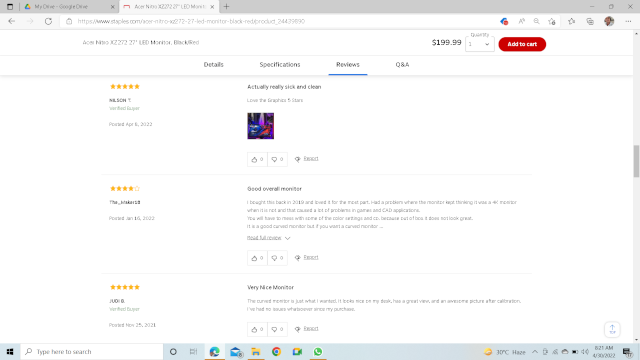 My Drive - Google Drive
Acer Nitro XZ272 27" LED Monito
https://www.staples.com/acer-nitro-xz272-27-led-monitor-black-red/product_24439890
Acer Nitro XZ272 27" LED Monitor, Black/Red
$199.99
Quantity
1
Add to cart
Details
Specifications
Reviews
Q&A
Actually really sick and clean
WILSON T.
Love the Graphics 5 Stars
Verified Buyer
Posted Apr 8, 2022
0
0
Report
Good overall monitor
I bought this back in 2018 and loved it for the most part. Had a problem where the monitor kept thinking it was a 4K monitor
when it is not and that caused a lot of problems in games and CAD applications.
Posted Jan 16, 2022
You will have to mess with some of the color settings and cs, because out of box it does not look great.
It is a good curved monitor but if you want a curved monitor ...
Read full review
0
0
Report
Very Nice Monitor
JUDI B.
The curved monitor is just what I wanted. It looks nice on my desk, has a great view, and an awesome picture after calibration.
Verified Buyer
I've had no issues whatsoever since my purchase.
Posted Nov 25, 2021
0
0
Report
Type here to search
30°C Haze
8:21 AM
4/30/2022